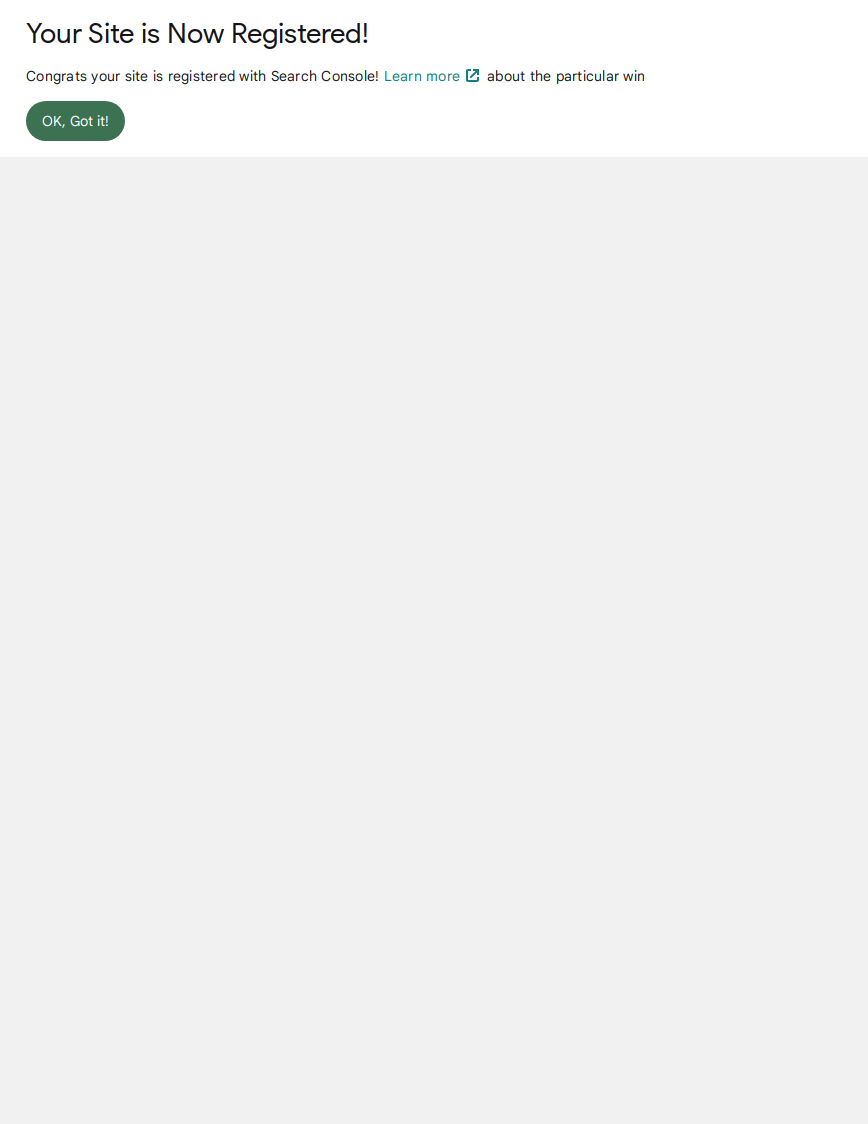 Your Site is Now Registered!
Congrats your site is registered with Search Console! Learn more about the particular win
OK, Got it!